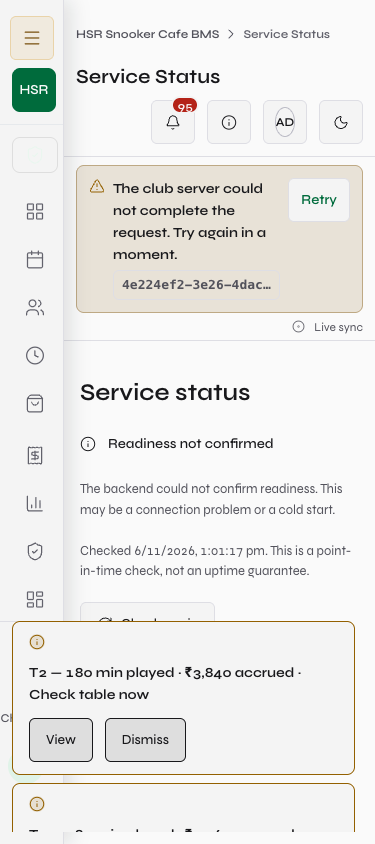 HSR Snooker Cafe BMS > Service Status
HSR
Service Status
95
AD
The club server could
not complete the
request. Try again in a
moment.
Retry
4e224ef2-3e26-4dac…
Live sync
Service status
Readiness not confirmed
The backend could not confirm readiness. This
may be a connection problem or a cold start.
Checked 6/11/2026, 1:01:17 pm. This is a point-
in-time check, not an uptime guarantee.
T2 — 180 min played · ₹3,840 accrued ·
Check table now
View
Dismiss